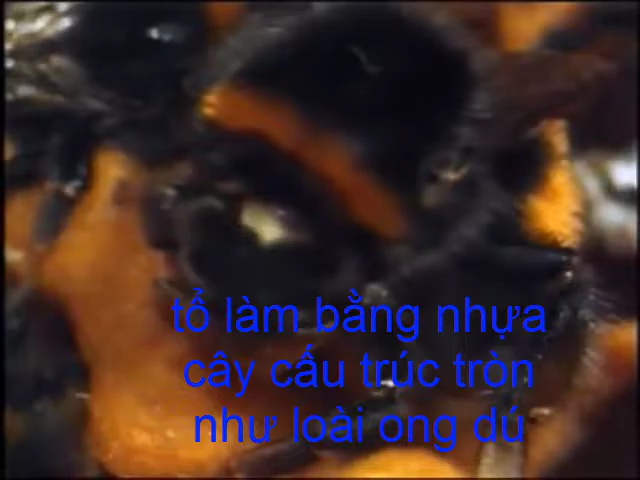 tổ làm bằng nhựa
cây cấu trúc tròn
như loài ong dú